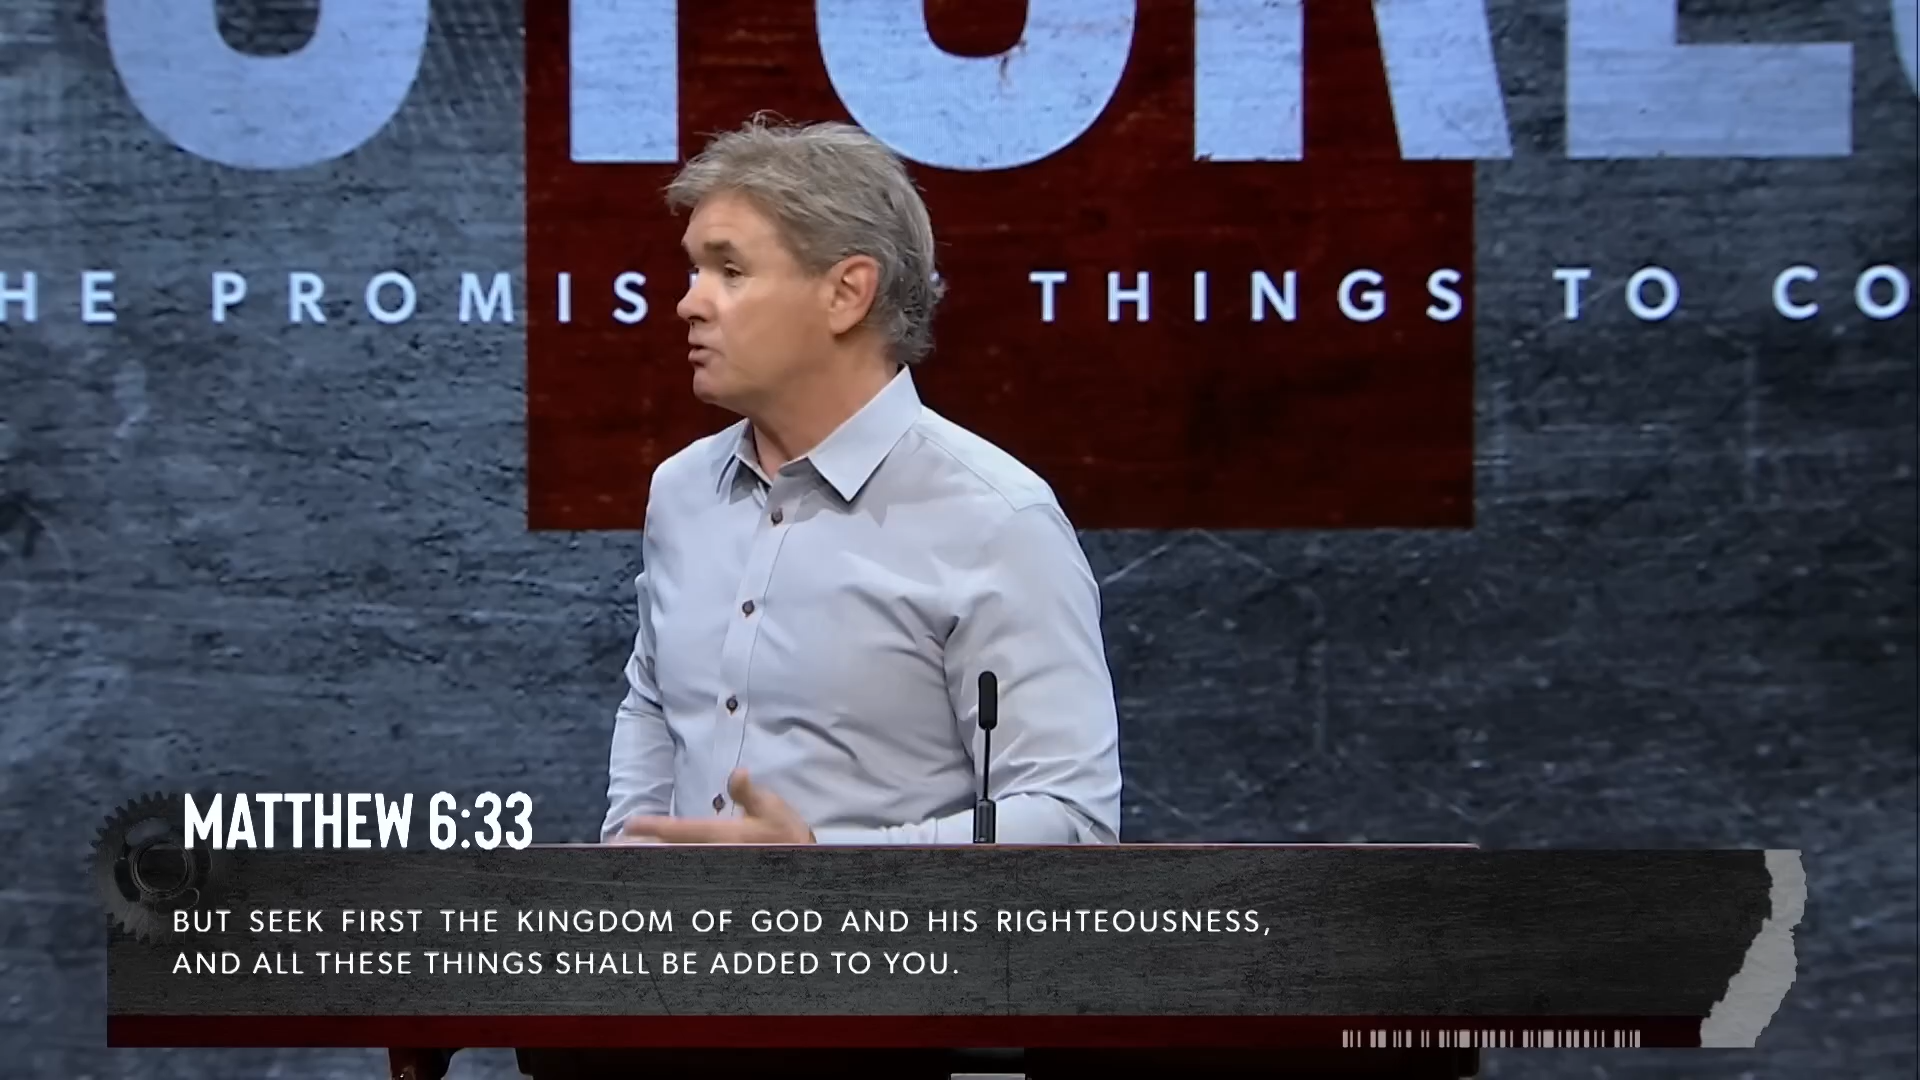 HE PROMIS THINGS TO CO
MATTHEW 6:33
BUT SEEK FIRST THE KINGDOM OF GOD AND HIS RIGHTEOUSNESS,
AND ALL THESE THINGS SHALL BE ADDED TO YOU.